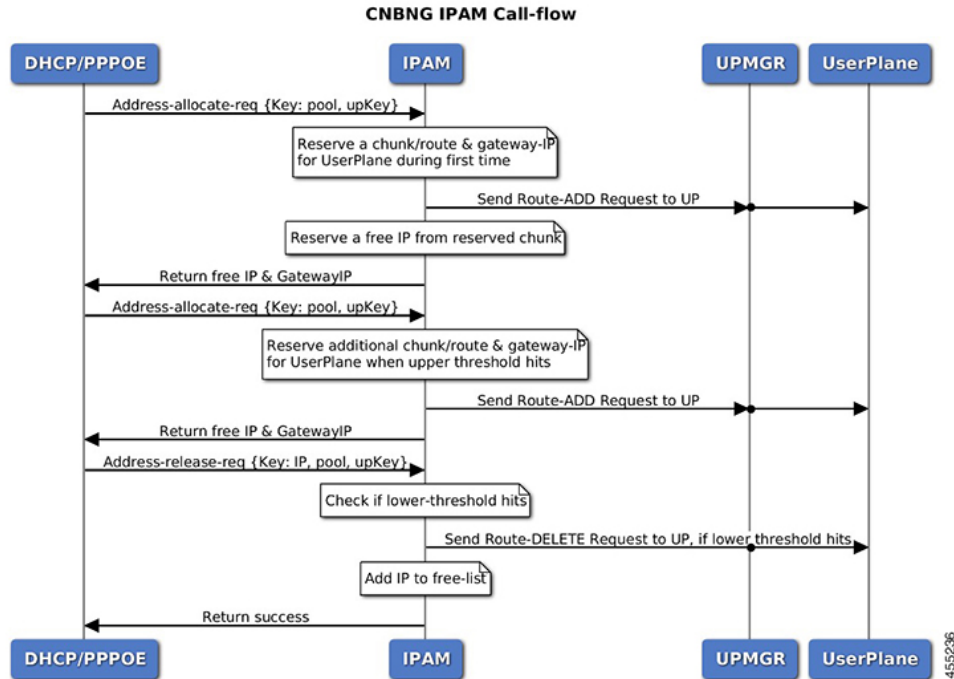 CNBNG IPAM Call-flow
DHCP/PPPOE
IPAM
UPMGR
UserPlane
Address-allocate-req {Key: pool, upKey}
Reserve a chunk/route & gateway-IP
for UserPlane during first time
Send Route-ADD Request to UP
Reserve a free IP from reserved chunk
Return free IP & GatewayIP
Address-allocate-req {Key: pool, upKey}
Reserve additional chunk/route & gateway-IP
for UserPlane when upper threshold hits
Send Route-ADD Request to UP
Return free IP & GatewayIP
Address-release-req {Key: IP, pool, upKey}
Check if lower-threshold hits
Send Route-DELETE Request to UP, if lower threshold hits
Add IP to free-list
Return success
DHCP/PPPOE
IPAM
UPMGR
UserPlane
455236